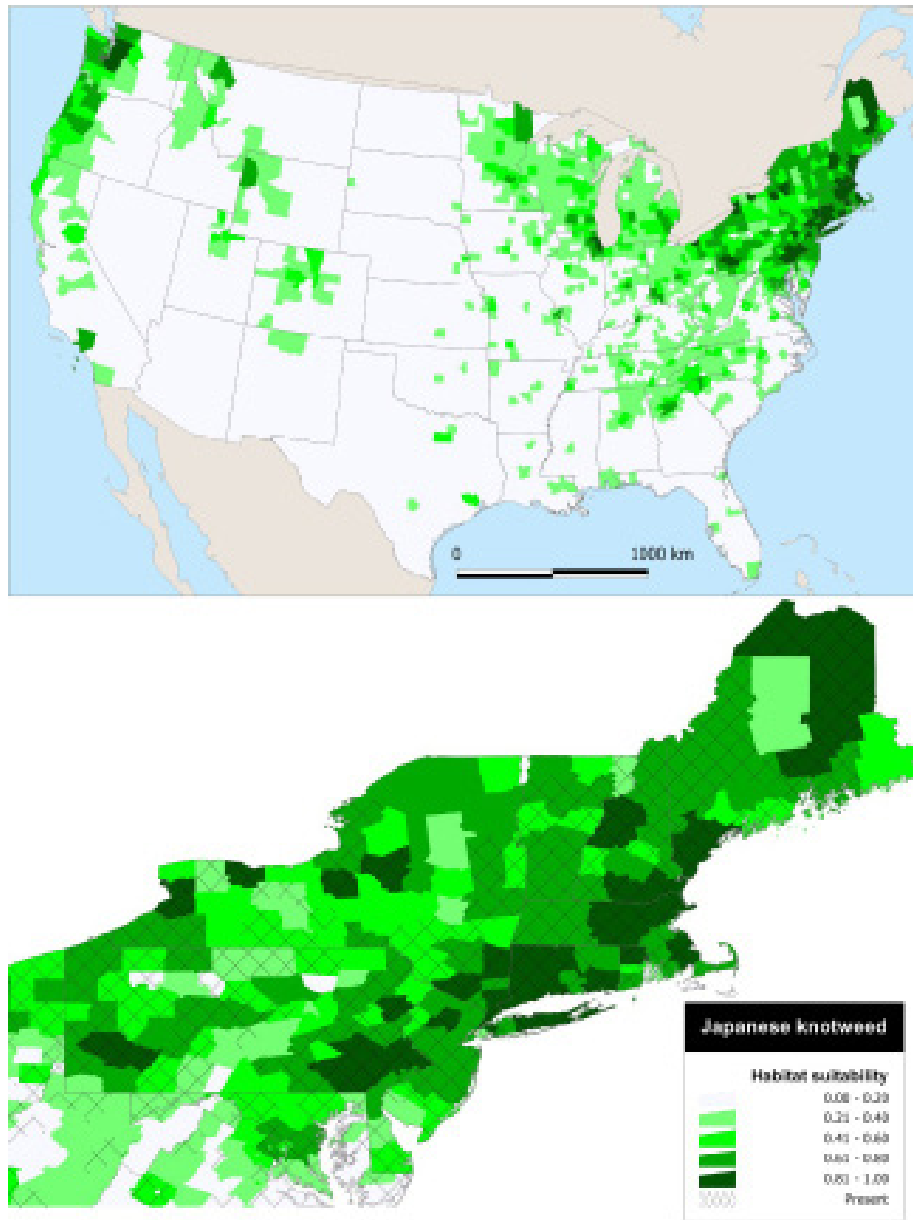 0 1000 km
Japanese knotweed
Habitat suitability
0.00 - 0.20
0.21 - 0.40
0.41 - 0.60
0.61 - 0.80
0.81 - 1.00
Present